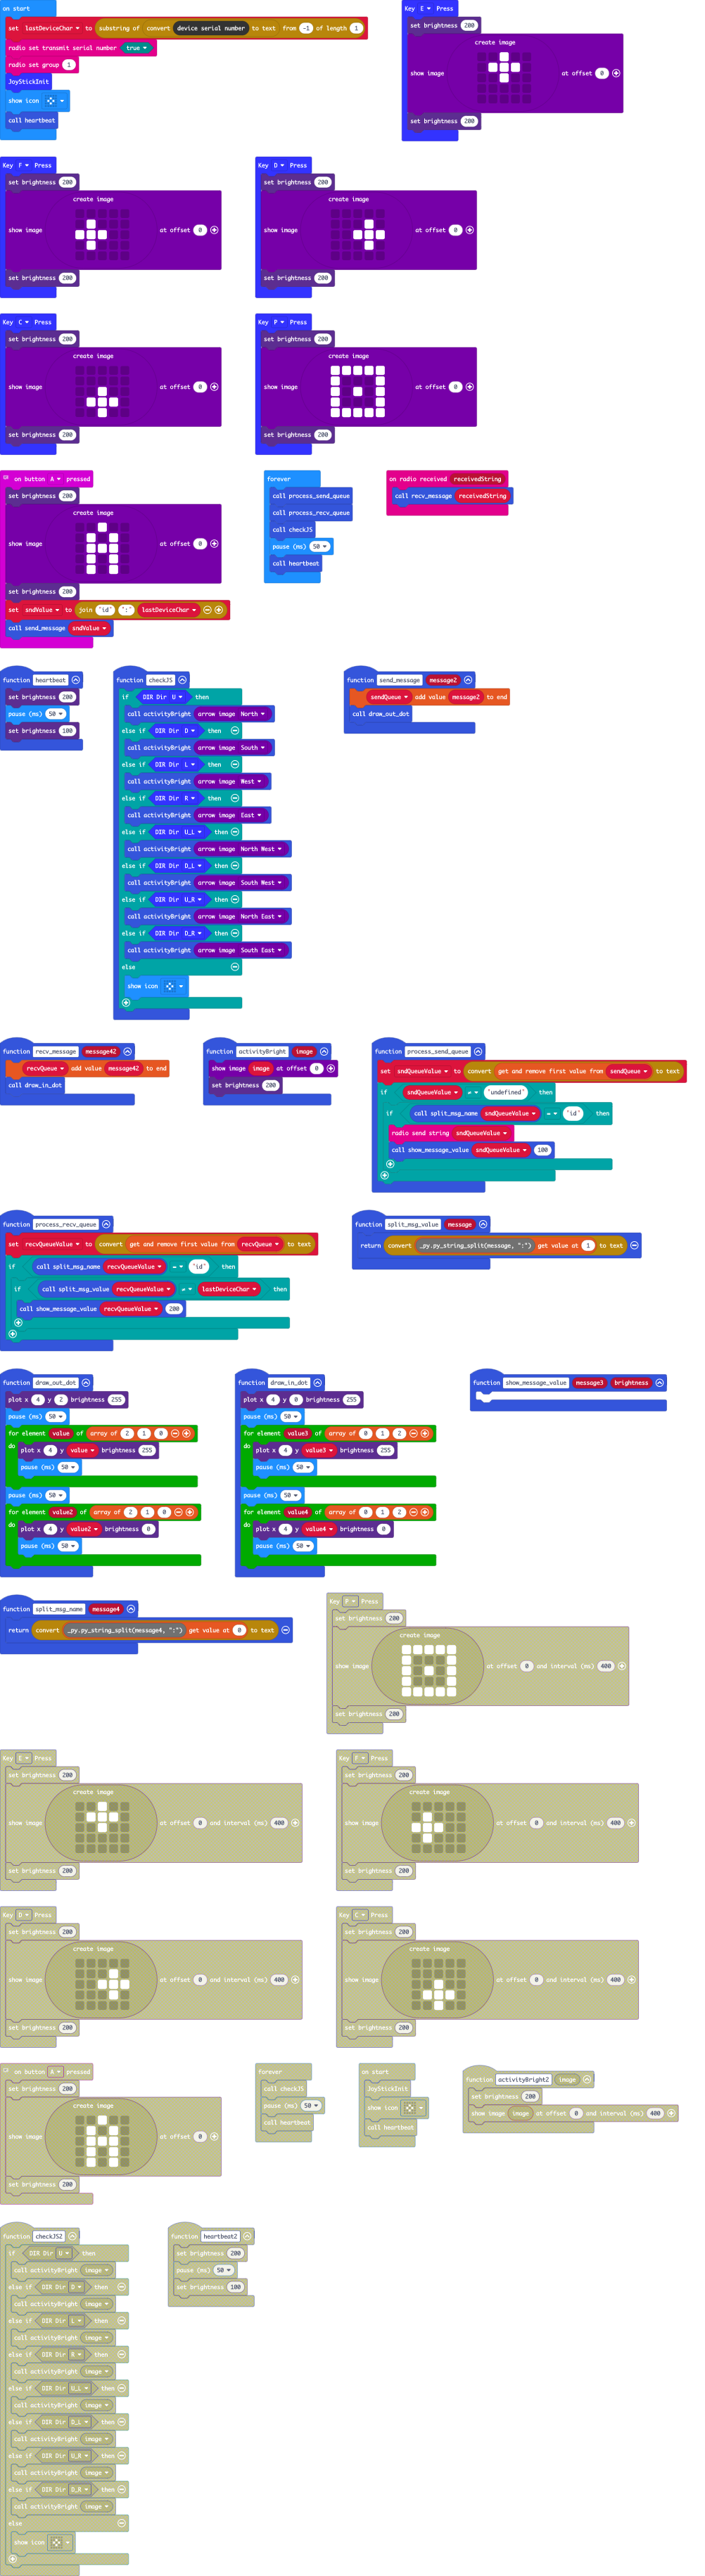 on start
set lastDeviceChar to substring of convert device serial number to text from -1 of length 1
radio set transmit serial number true
radio set group 1
JoyStickInit
show icon
call heartbeat
Key E Press
set brightness 200
create image
show image at offset 0
set brightness 200
Key F Press
set brightness 200
create image
show image at offset 0
set brightness 200
Key D Press
set brightness 200
create image
show image at offset 0
set brightness 200
Key C Press
set brightness 200
create image
show image at offset 0
set brightness 200
Key P Press
set brightness 200
create image
show image at offset 0
set brightness 200
on button A pressed
set brightness 200
create image
show image at offset 0
set brightness 200
set sndValue to join "id" ":" lastDeviceChar
call send_message sndValue
forever
call process_send_queue
call process_recv_queue
call checkJS
pause (ms) 50
call heartbeat
on radio received receivedString
call recv_message receivedString
function heartbeat
set brightness 200
pause (ms) 50
set brightness 100
function checkJS
if DIR Dir U then
call activityBright arrow image North
else if DIR Dir D then
call activityBright arrow image South
else if DIR Dir L then
call activityBright arrow image West
else if DIR Dir R then
call activityBright arrow image East
else if DIR Dir U_L then
call activityBright arrow image North West
else if DIR Dir D_L then
call activityBright arrow image South West
else if DIR Dir U_R then
call activityBright arrow image North East
else if DIR Dir D_R then
call activityBright arrow image South East
else
show icon
function send_message message2
sendQueue add value message2 to end
call draw_out_dot
function recv_message message42
recvQueue add value message42 to end
call draw_in_dot
function activityBright image
show image image at offset 0
set brightness 200
function process_send_queue
set sndQueueValue to convert get and remove first value from sendQueue to text
if sndQueueValue ≠ "undefined" then
if call split_msg_name sndQueueValue = "id" then
radio send string sndQueueValue
call show_message_value sndQueueValue 100
function process_recv_queue
set recvQueueValue to convert get and remove first value from recvQueue to text
if call split_msg_name recvQueueValue = "id" then
if call split_msg_value recvQueueValue ≠ lastDeviceChar then
call show_message_value recvQueueValue 200
function split_msg_value message
return convert _py.py_string_split(message, ":") get value at 1 to text
function draw_out_dot
plot x 4 y 2 brightness 255
pause (ms) 50
for element value of array of 2 1 0
do plot x 4 y value brightness 255
pause (ms) 50
pause (ms) 50
for element value2 of array of 2 1 0
do plot x 4 y value2 brightness 0
pause (ms) 50
function draw_in_dot
plot x 4 y 0 brightness 255
pause (ms) 50
for element value3 of array of 0 1 2
do plot x 4 y value3 brightness 255
pause (ms) 50
pause (ms) 50
for element value4 of array of 0 1 2
do plot x 4 y value4 brightness 0
pause (ms) 50
function show_message_value message3 brightness
function split_msg_name message4
return convert _py.py_string_split(message4, ":") get value at 0 to text
Key P Press
set brightness 200
create image
show image at offset 0 and interval (ms) 400
set brightness 200
Key E Press
set brightness 200
create image
show image at offset 0 and interval (ms) 400
set brightness 200
Key F Press
set brightness 200
create image
show image at offset 0 and interval (ms) 400
set brightness 200
Key D Press
set brightness 200
create image
show image at offset 0 and interval (ms) 400
set brightness 200
Key C Press
set brightness 200
create image
show image at offset 0 and interval (ms) 400
set brightness 200
on button A pressed
set brightness 200
create image
show image at offset 0
set brightness 200
forever
call checkJS
pause (ms) 50
call heartbeat
on start
JoyStickInit
show icon
call heartbeat
function activityBright2 image
set brightness 200
show image image at offset 0 and interval (ms) 400
function checkJS2
if DIR Dir U then
call activityBright image
else if DIR Dir D then
call activityBright image
else if DIR Dir L then
call activityBright image
else if DIR Dir R then
call activityBright image
else if DIR Dir U_L then
call activityBright image
else if DIR Dir D_L then
call activityBright image
else if DIR Dir U_R then
call activityBright image
else if DIR Dir D_R then
call activityBright image
else
show icon
function heartbeat2
set brightness 200
pause (ms) 50
set brightness 100